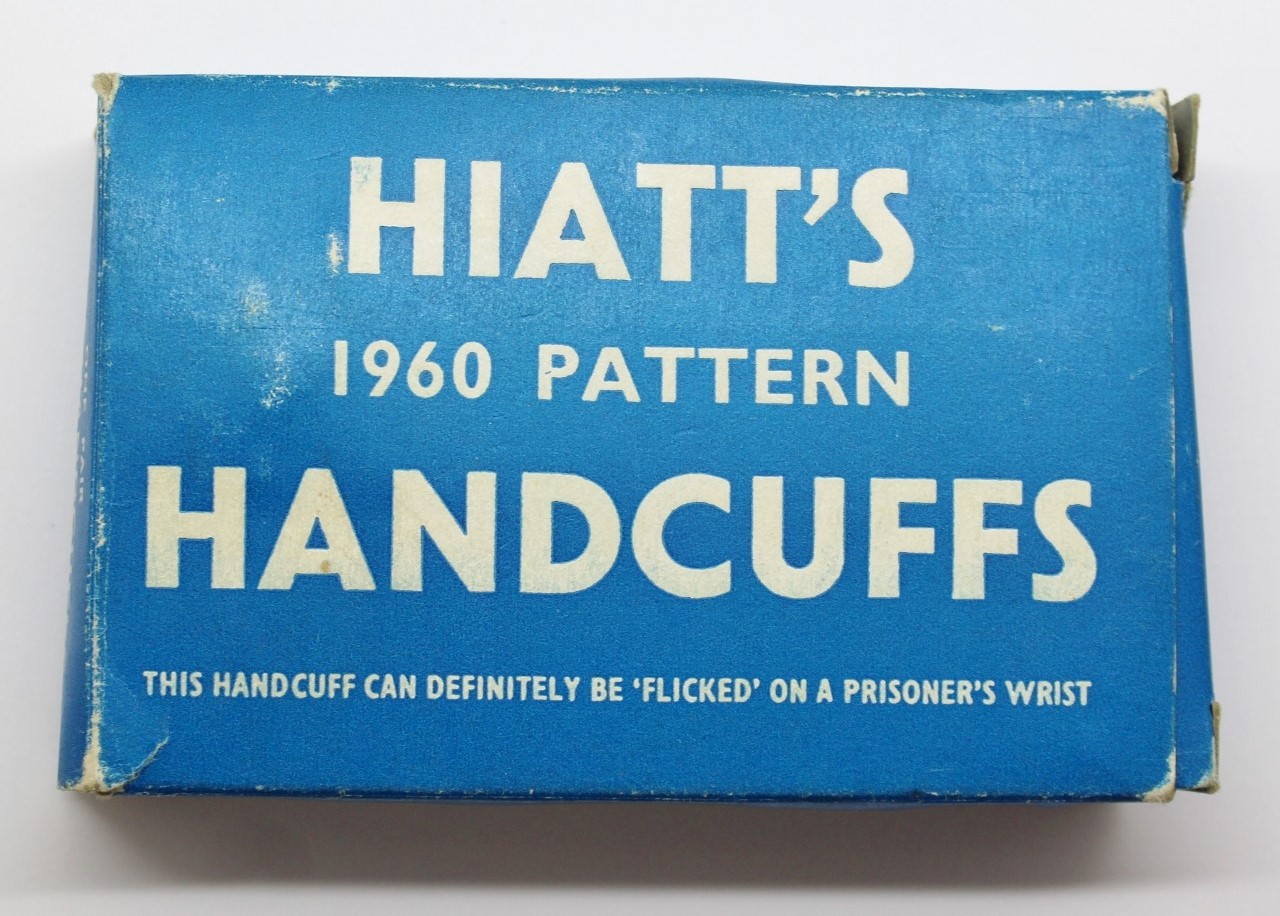 HIATT'S
1960 PATTERN
HANDCUFFS
THIS HANDCUFF CAN DEFINITELY BE 'FLICKED' ON A PRISONER'S WRIST